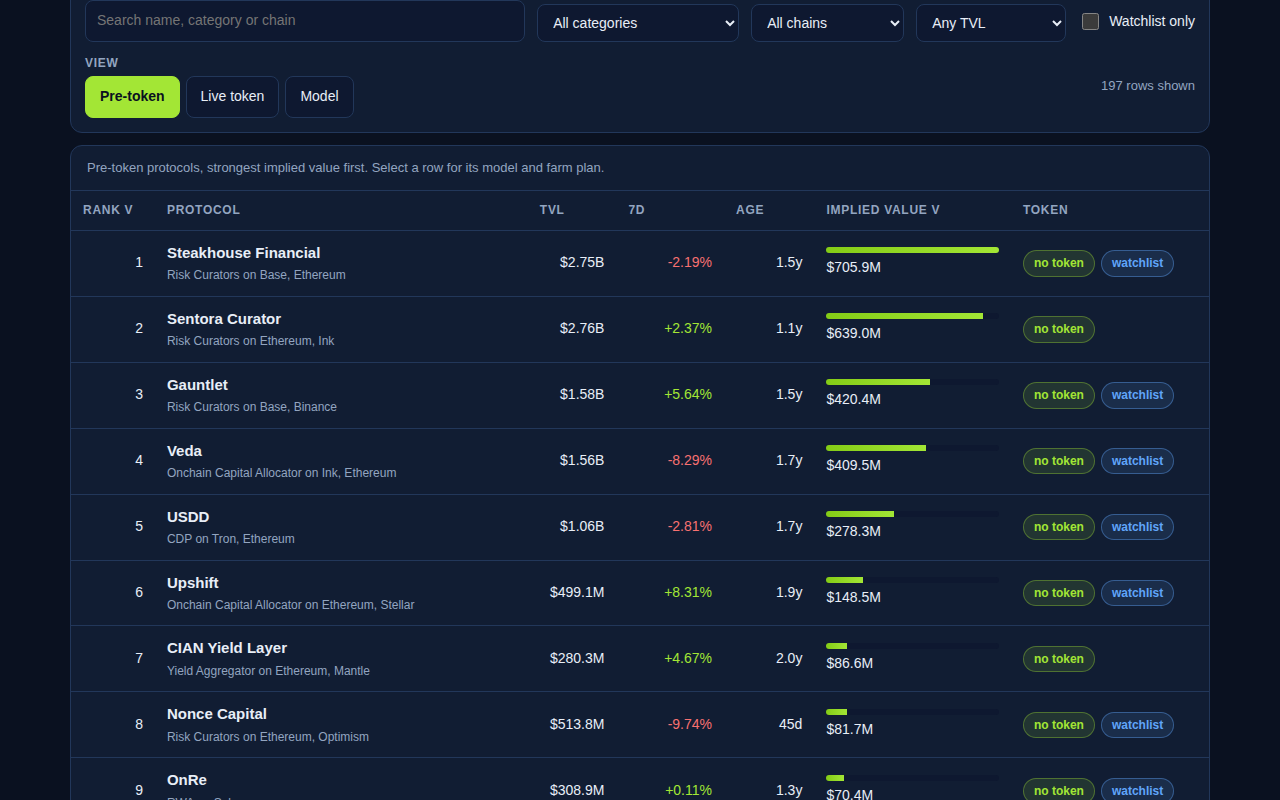 Search name, category or chain
All categories
All chains
Any TVL
Watchlist only
VIEW
Pre-token
Live token
Model
197 rows shown
Pre-token protocols, strongest implied value first. Select a row for its model and farm plan.
RANK V PROTOCOL TVL 7D AGE IMPLIED VALUE V TOKEN
1 Steakhouse Financial $2.75B -2.19% 1.5y $705.9M no token watchlist
Risk Curators on Base, Ethereum
2 Sentora Curator $2.76B +2.37% 1.1y $639.0M no token
Risk Curators on Ethereum, Ink
3 Gauntlet $1.58B +5.64% 1.5y $420.4M no token watchlist
Risk Curators on Base, Binance
4 Veda $1.56B -8.29% 1.7y $409.5M no token watchlist
Onchain Capital Allocator on Ink, Ethereum
5 USDD $1.06B -2.81% 1.7y $278.3M no token watchlist
CDP on Tron, Ethereum
6 Upshift $499.1M +8.31% 1.9y $148.5M no token watchlist
Onchain Capital Allocator on Ethereum, Stellar
7 CIAN Yield Layer $280.3M +4.67% 2.0y $86.6M no token
Yield Aggregator on Ethereum, Mantle
8 Nonce Capital $513.8M -9.74% 45d $81.7M no token watchlist
Risk Curators on Ethereum, Optimism
9 OnRe $308.9M +0.11% 1.3y $70.4M no token watchlist